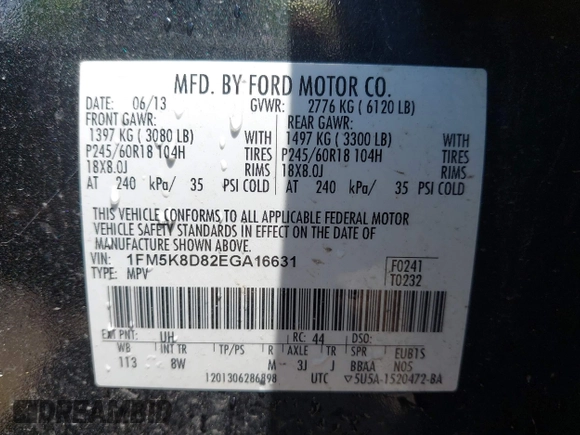 MFD. BY FORD MOTOR CO.
DATE: 06/13 GVWR: 2776 KG ( 6120 LB)
FRONT GAWR: REAR GAWR:
1397 KG ( 3080 LB) WITH 1497 KG ( 3300 LB) WITH
P245/60R18 104H TIRES P245/60R18 104H TIRES
18X8.0J RIMS 18X8.0J RIMS
AT 240 kPa/ 35 PSI COLD AT 240 kPa/ 35 PSI COLD
THIS VEHICLE CONFORMS TO ALL APPLICABLE FEDERAL MOTOR
VEHICLE SAFETY STANDARDS IN EFFECT ON THE DATE OF
MANUFACTURE SHOWN ABOVE.
VIN: 1FM5K8D82EGA16631 F0241
TYPE: MPV T0232
EXT PNT: UH RC: 44 DSO:
WB INT TR TP/PS R AXLE TR SPR EUB1S
113 8W M 3J J BBAA N05
1201306286898 UTC ▽5U5A-1520472-BA
DREAMBID